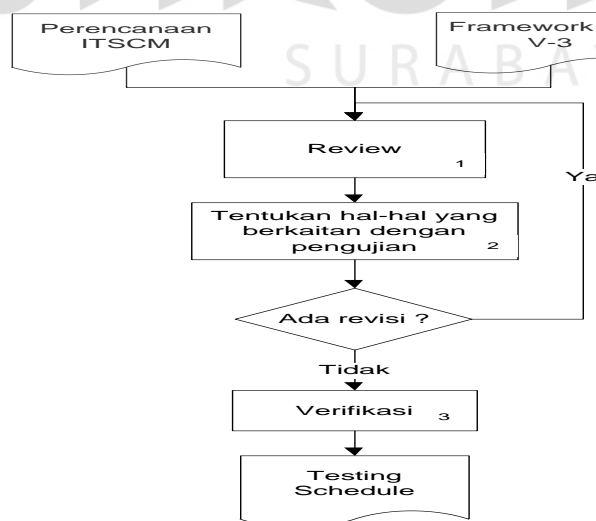 Perencanaan
ITSCM
Framework
V-3
SURABA
Review
1
Ya
Tentukan hal-hal yang
berkaitan dengan
pengujian
2
Ada revisi ?
Tidak
Verifikasi
3
Testing
Schedule